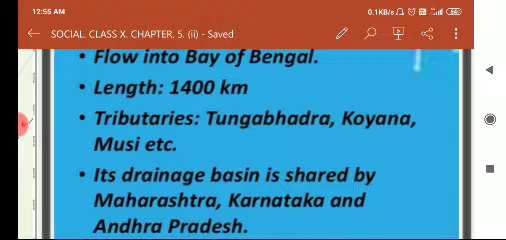 12:55 AM
0.1KB/s
SOCIAL. CLASS X. CHAPTER. 5. (ii) - Saved
• Flow into Bay of Bengal.
• Length: 1400 km
• Tributaries: Tungabhadra, Koyana,
Musi etc.
• Its drainage basin is shared by
Maharashtra, Karnataka and
Andhra Pradesh.